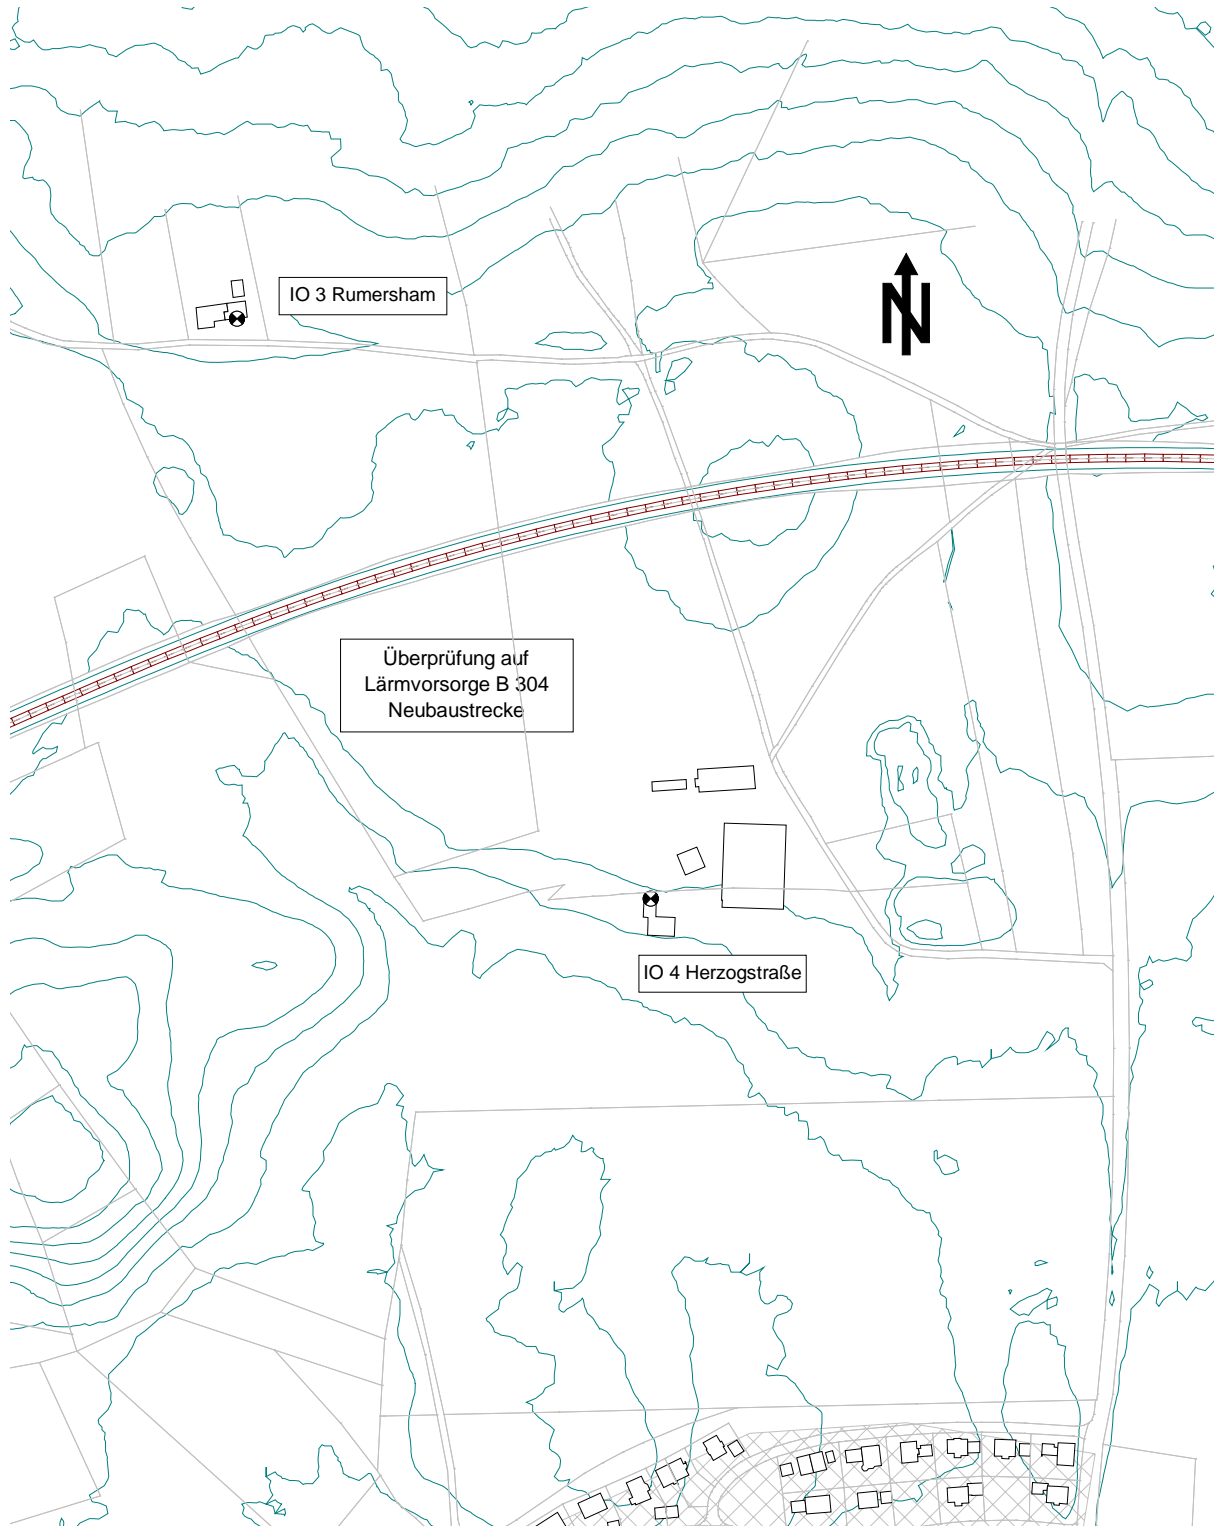 IO 3 Rumersham
N
Überprüfung auf
Lärmvorsorge B 304
Neubaustrecke
IO 4 Herzogstraße